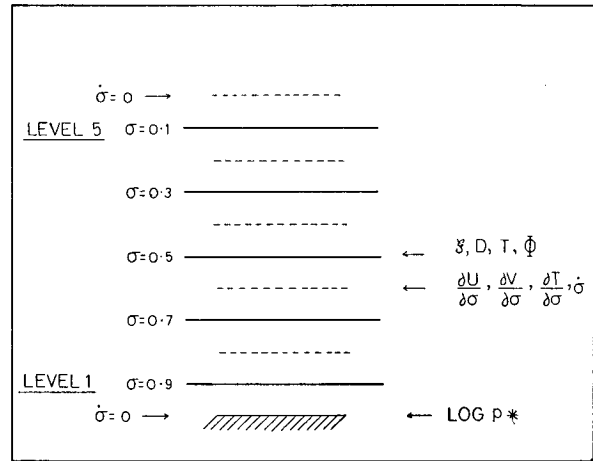 σ̇=0 →
LEVEL 5 σ=0·1
σ=0·3
σ=0·5 ← ξ, D, T, Φ
← ∂U/∂σ, ∂V/∂σ, ∂T/∂σ, σ̇
σ=0·7
LEVEL 1 σ=0·9
σ̇=0 → ← LOG P*